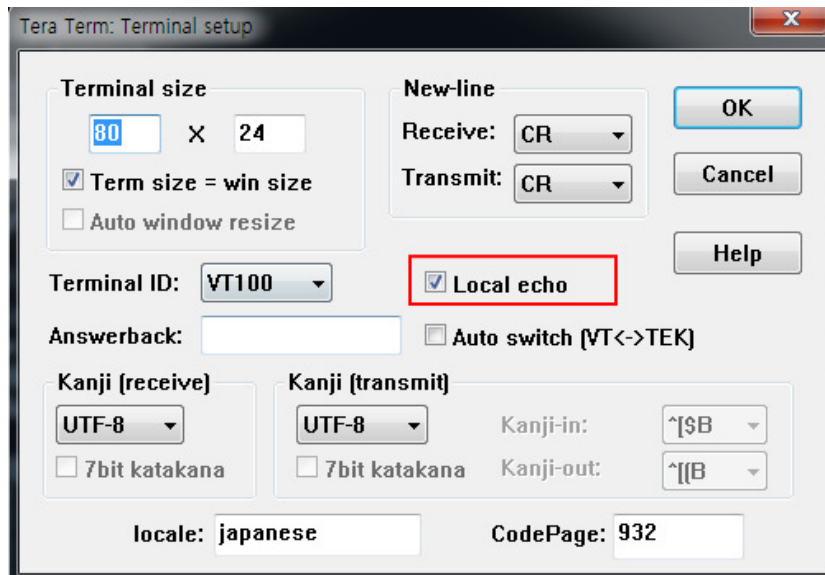 Tera Term: Terminal setup
Terminal size
80 X 24
Term size = win size
Auto window resize
New-line
Receive: CR
Transmit: CR
OK
Cancel
Help
Terminal ID: VT100
Local echo
Answerback:
Auto switch (VT<->TEK)
Kanji (receive)
UTF-8
7bit katakana
Kanji (transmit)
UTF-8
7bit katakana
Kanji-in: ^[$B
Kanji-out: ^[(B
locale: japanese
CodePage: 932